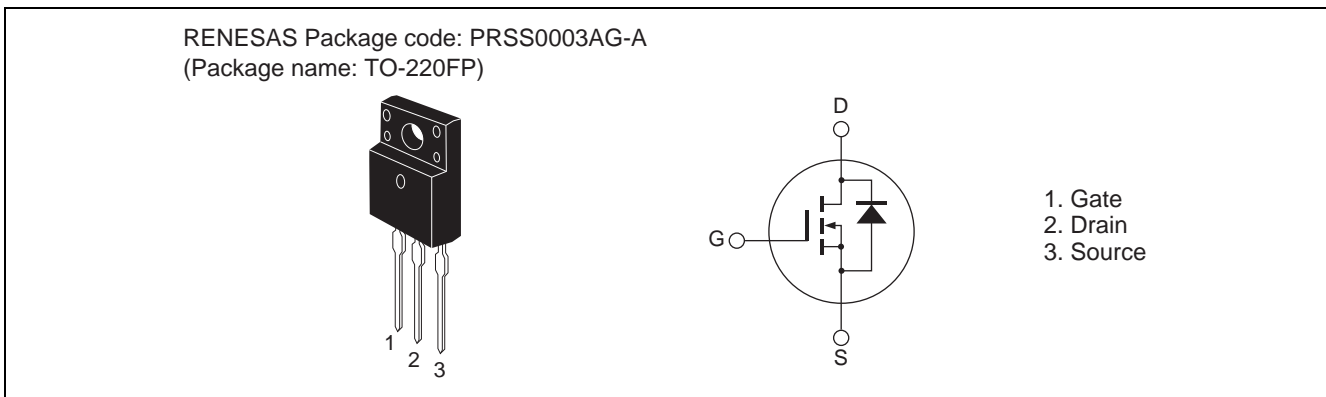 RENESAS Package code: PRSS0003AG-A
(Package name: TO-220FP)
1
2
3
D
G
S
1. Gate
2. Drain
3. Source